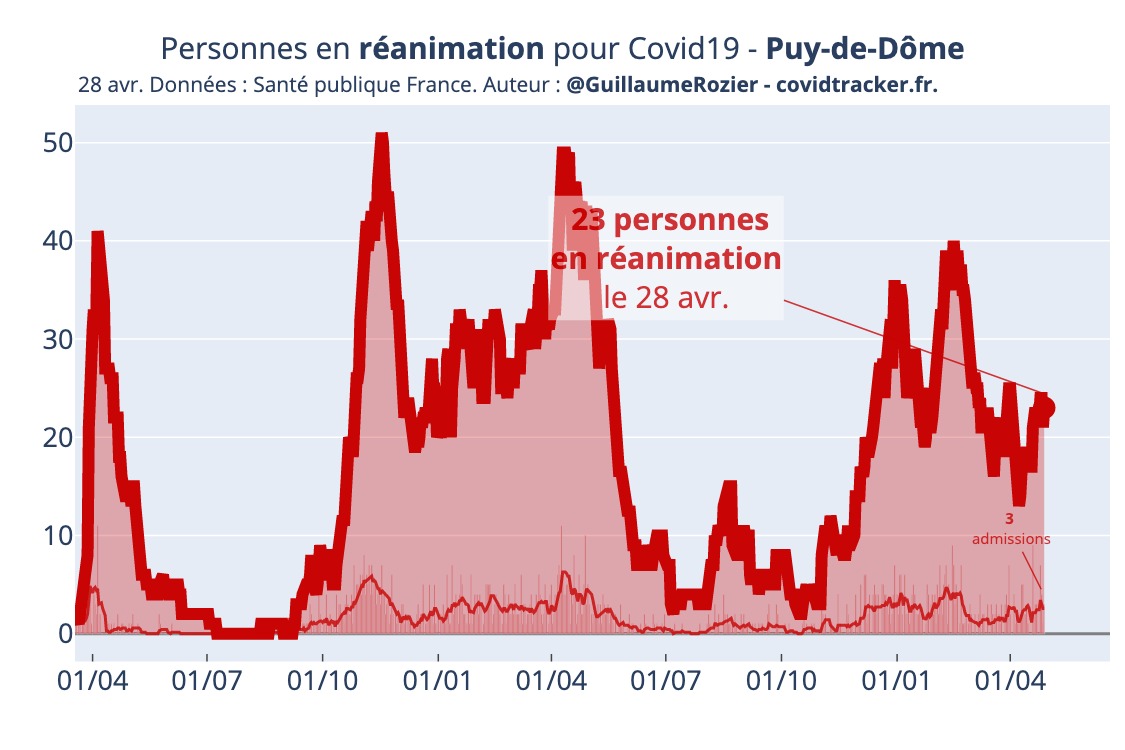 Personnes en réanimation pour Covid19 - Puy-de-Dôme
28 avr. Données : Santé publique France. Auteur : @GuillaumeRozier - covidtracker.fr.
50
40
30
20
10
0
23 personnes
en réanimation
le 28 avr.
3
admissions
01/04 01/07 01/10 01/01 01/04 01/07 01/10 01/01 01/04